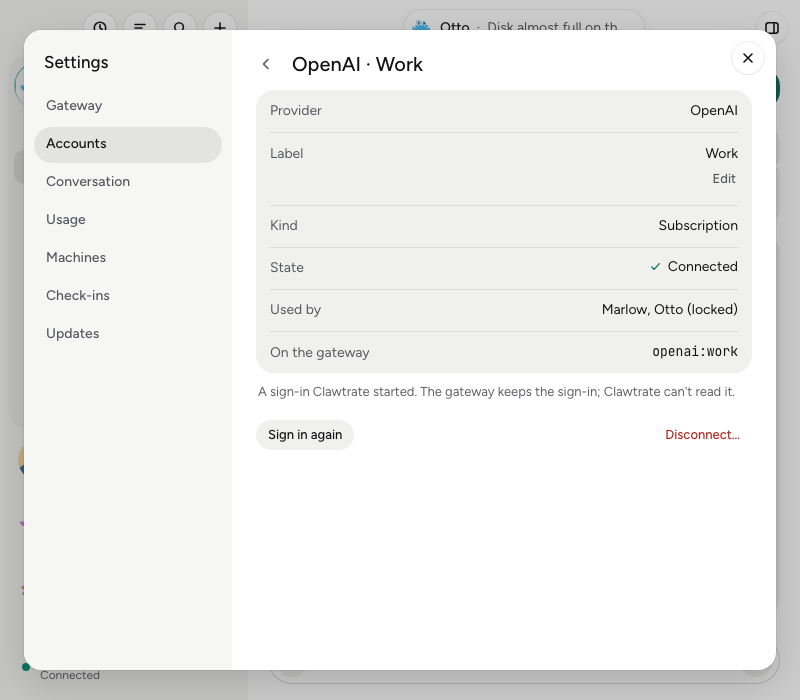 Otto · Disk almost full on th
Settings
Gateway
Accounts
Conversation
Usage
Machines
Check-ins
Updates
OpenAI · Work
Provider OpenAI
Label Work
Edit
Kind Subscription
State Connected
Used by Marlow, Otto (locked)
On the gateway openai:work
A sign-in Clawtrate started. The gateway keeps the sign-in; Clawtrate can't read it.
Sign in again Disconnect...
Connected